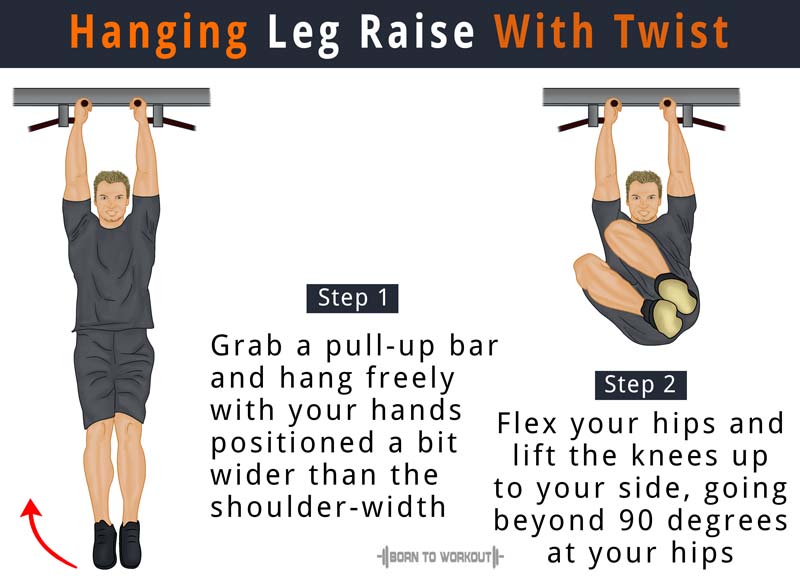 Hanging Leg Raise With Twist
Step 1
Grab a pull-up bar
and hang freely
with your hands
positioned a bit
wider than the
shoulder-width
Step 2
Flex your hips and
lift the knees up
to your side, going
beyond 90 degrees
at your hips
BORN TO WORKOUT